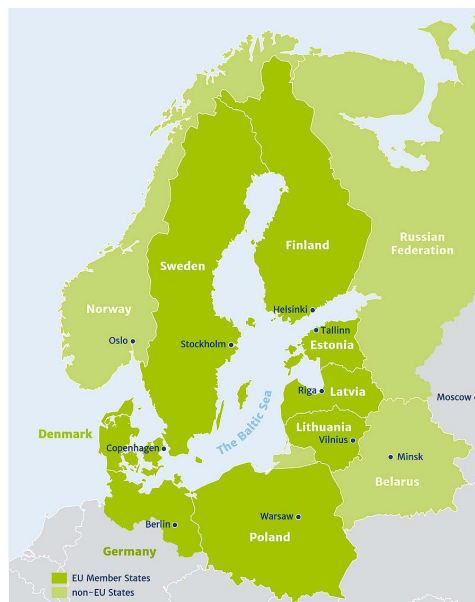 Russian
Federation
Finland
Sweden
Norway
Helsinki
Tallinn
Oslo
Stockholm
Estonia
Riga
Latvia
Moscow
The Baltic Sea
Lithuania
Denmark
Vilnius
Copenhagen
Minsk
Belarus
Warsaw
Berlin
Poland
Germany
EU Member States
non-EU States